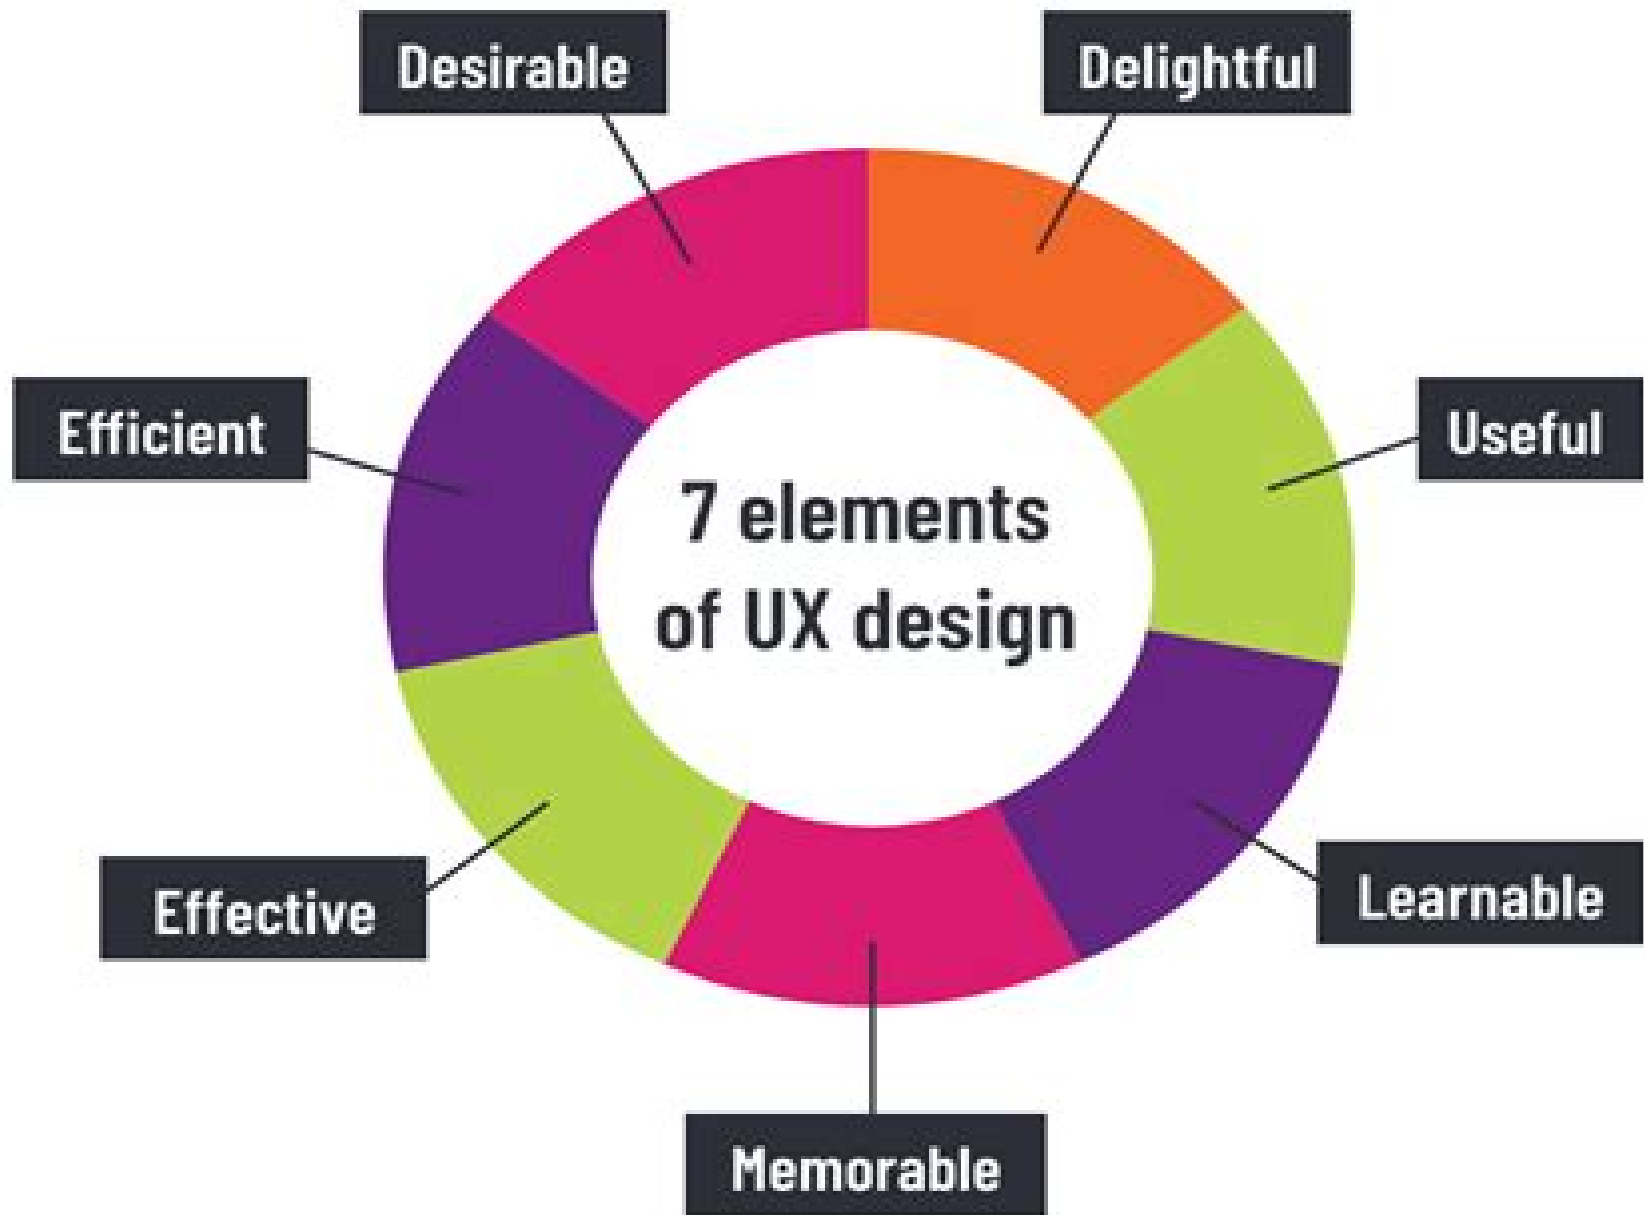 Desirable
Delightful
Efficient
Useful
7 elements
of UX design
Effective
Learnable
Memorable